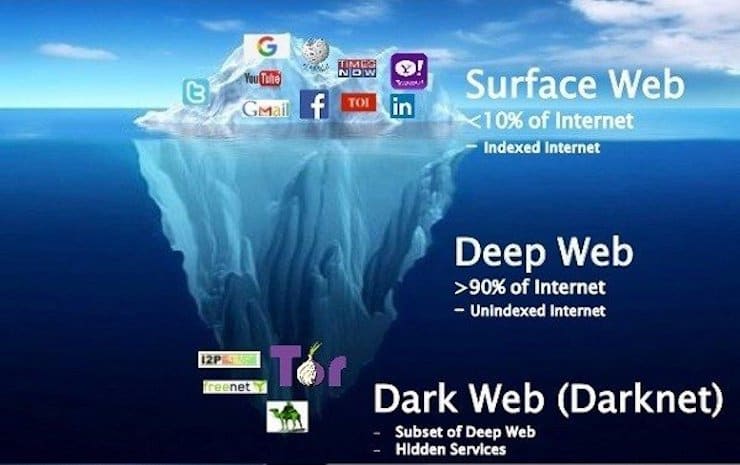 G
WIKIPEDIA
TIMES
NOW
Y!
YouTube
Gmail
f
TOI
in
Surface Web
<10% of Internet
– Indexed Internet
Deep Web
>90% of Internet
– Unindexed Internet
I2P
Tor
freenet
Dark Web (Darknet)
– Subset of Deep Web
– Hidden Services